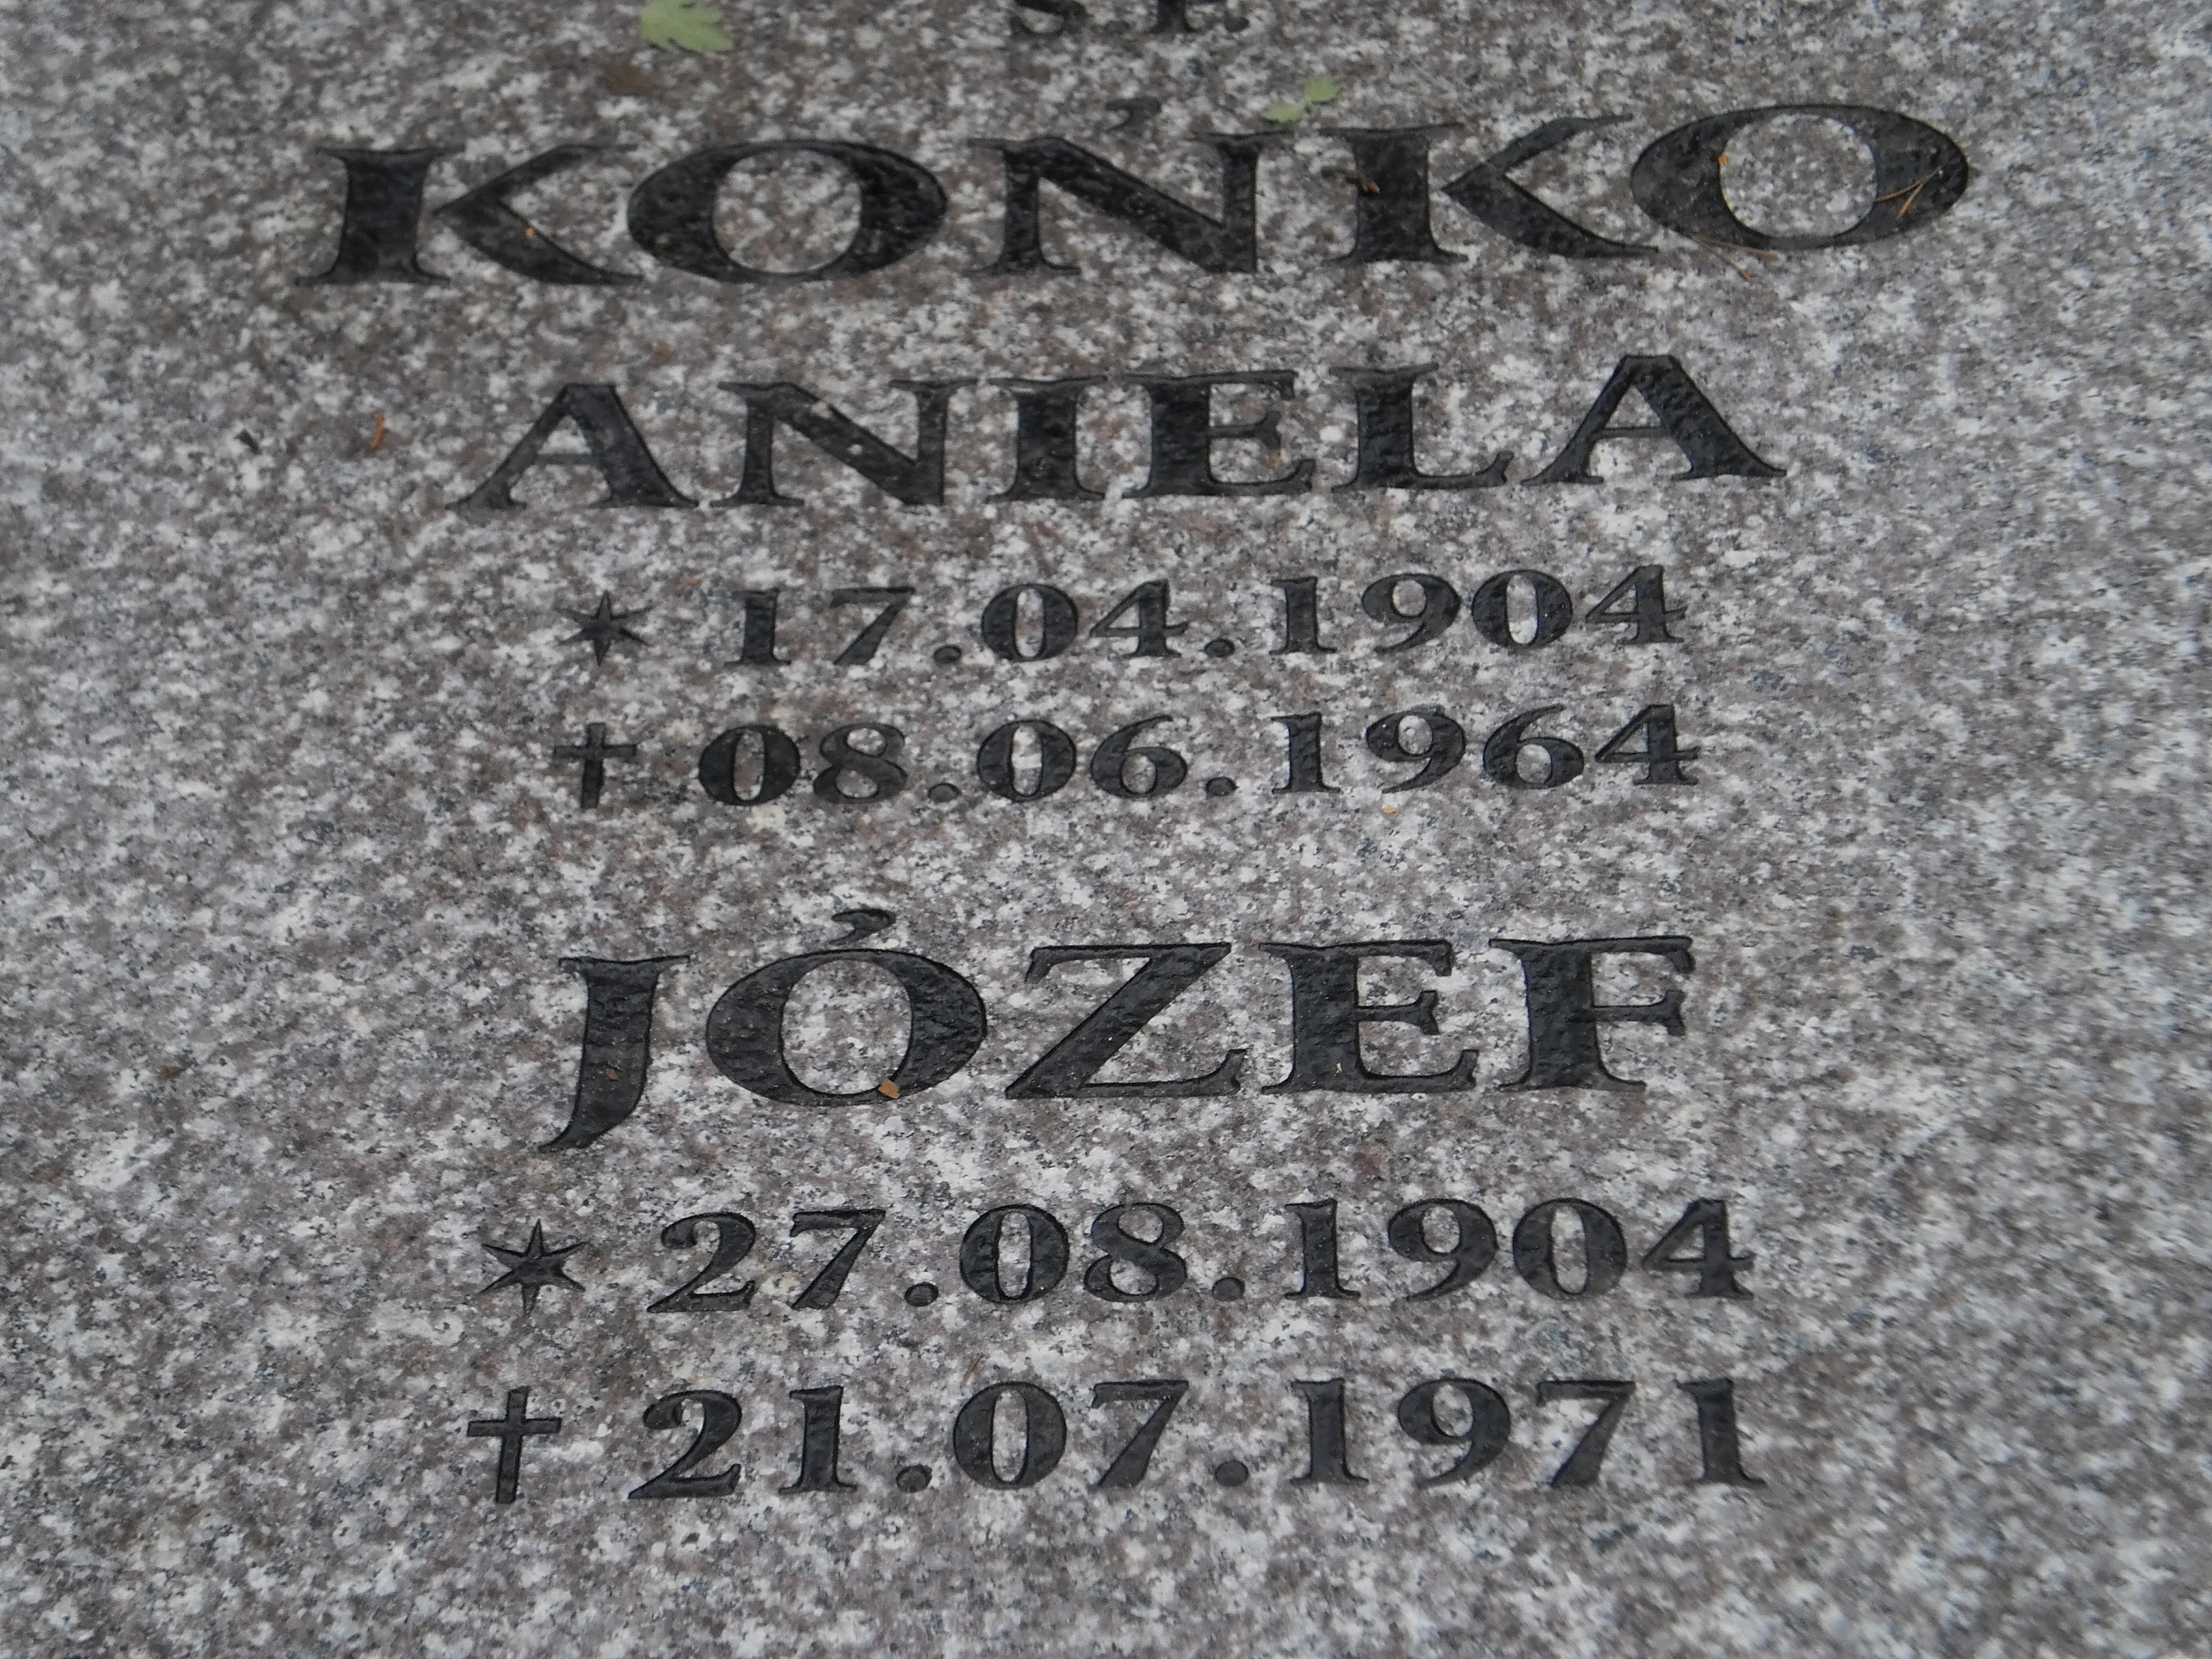 Ś.P.
KOŃKO
ANIELA
✶ 17.04.1904
† 08.06.1964
JÓZEF
✶ 27.08.1904
† 21.07.1971